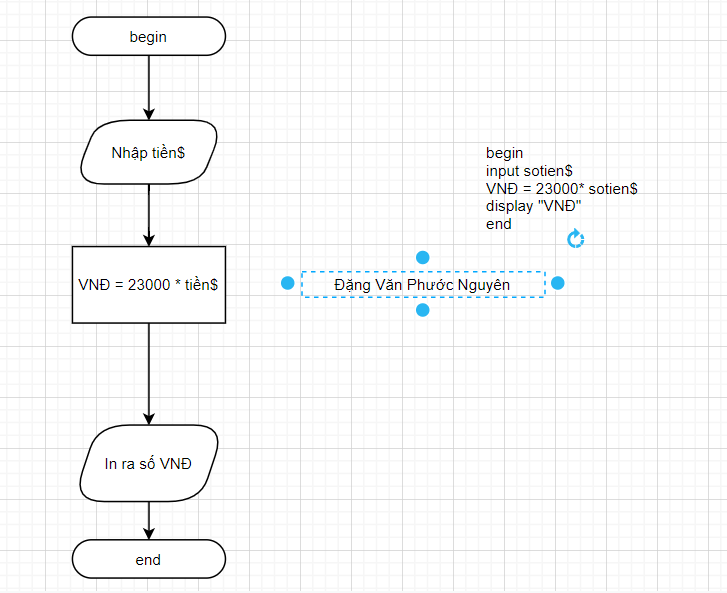 begin
Nhập tiền$
VNĐ = 23000 * tiền$
In ra số VNĐ
end
begin
input sotien$
VNĐ = 23000* sotien$
display "VNĐ"
end
Đặng Văn Phước Nguyên